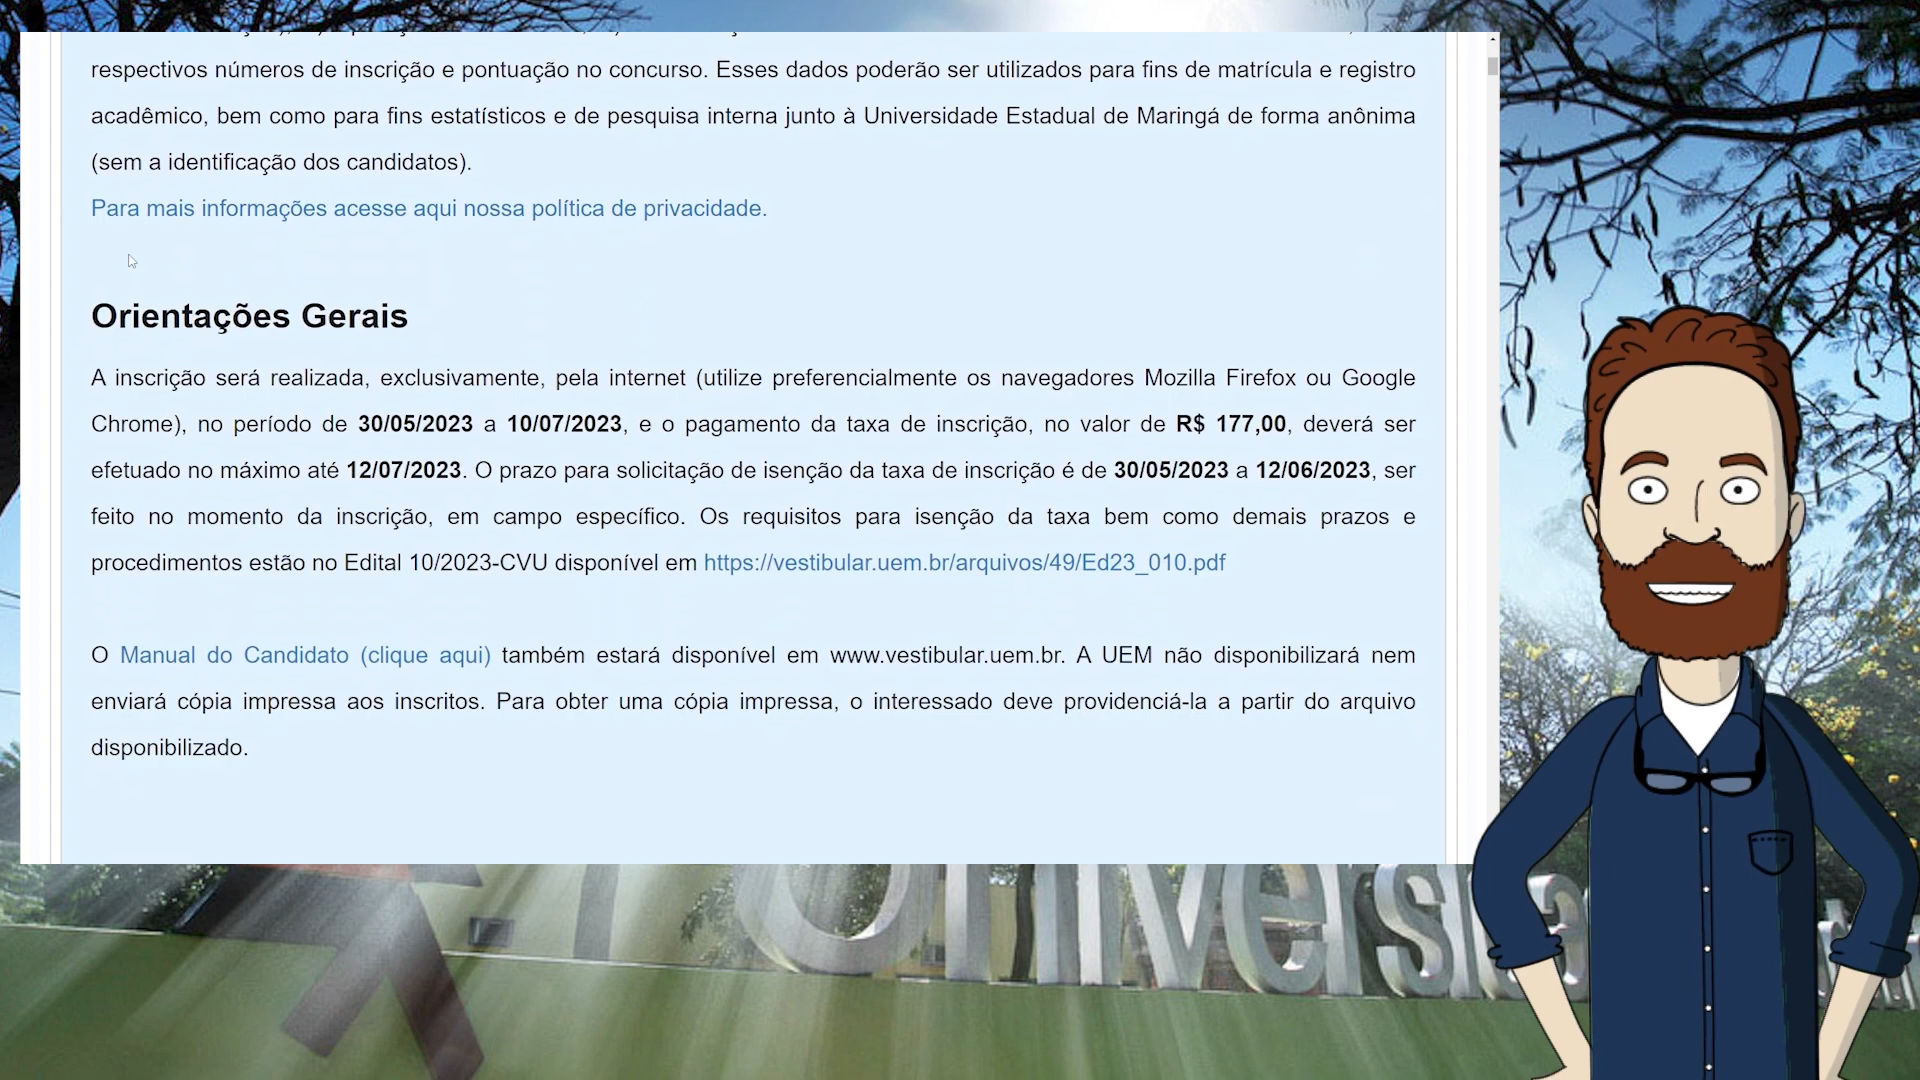 respectivos números de inscrição e pontuação no concurso. Esses dados poderão ser utilizados para fins de matrícula e registro
acadêmico, bem como para fins estatísticos e de pesquisa interna junto à Universidade Estadual de Maringá de forma anônima
(sem a identificação dos candidatos).
Para mais informações acesse aqui nossa política de privacidade.
Orientações Gerais
A inscrição será realizada, exclusivamente, pela internet (utilize preferencialmente os navegadores Mozilla Firefox ou Google
Chrome), no período de 30/05/2023 a 10/07/2023, e o pagamento da taxa de inscrição, no valor de R$ 177,00, deverá ser
efetuado no máximo até 12/07/2023. O prazo para solicitação de isenção da taxa de inscrição é de 30/05/2023 a 12/06/2023, ser
feito no momento da inscrição, em campo específico. Os requisitos para isenção da taxa bem como demais prazos e
procedimentos estão no Edital 10/2023-CVU disponível em https://vestibular.uem.br/arquivos/49/Ed23_010.pdf
O Manual do Candidato (clique aqui) também estará disponível em www.vestibular.uem.br. A UEM não disponibilizará nem
enviará cópia impressa aos inscritos. Para obter uma cópia impressa, o interessado deve providenciá-la a partir do arquivo
disponibilizado.